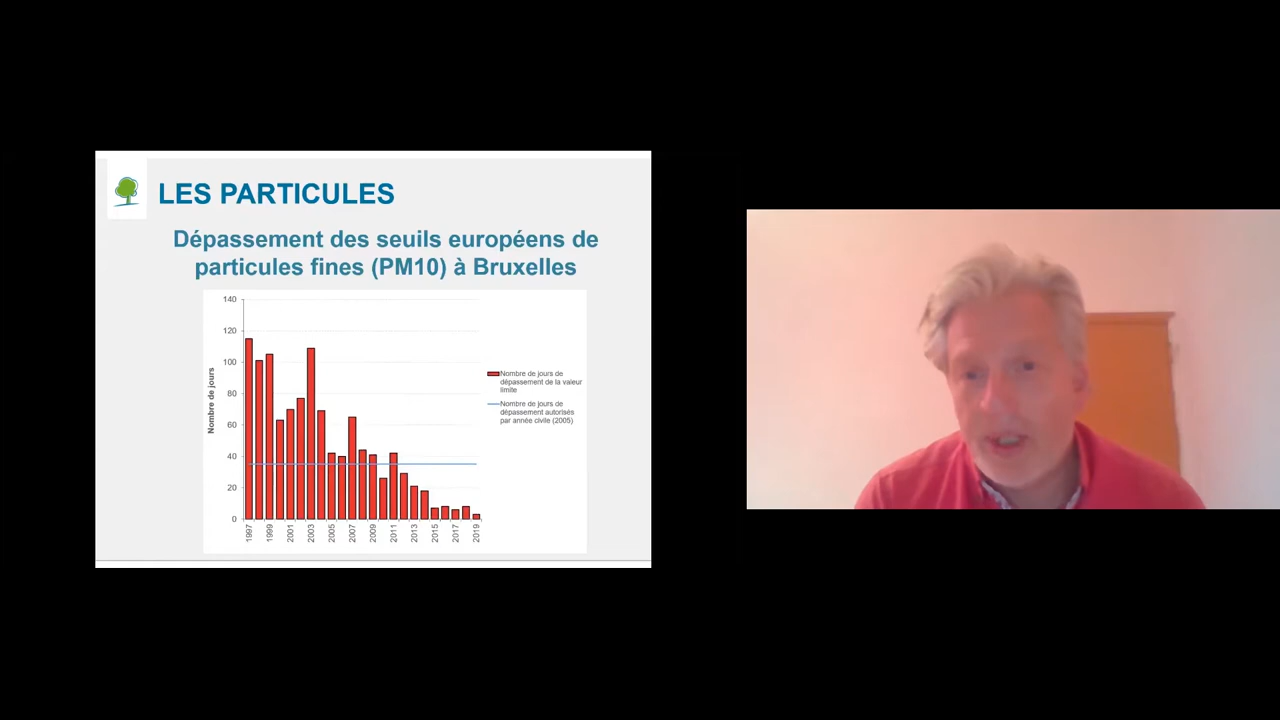 LES PARTICULES
Dépassement des seuils européens de
particules fines (PM10) à Bruxelles
140
120
100
80
60
40
20
0
Nombre de jours
1997
1999
2001
2003
2005
2007
2009
2011
2013
2015
2017
2019
Nombre de jours de
dépassement de la valeur
limite
Nombre de jours de
dépassement autorisés
par année civile (2005)